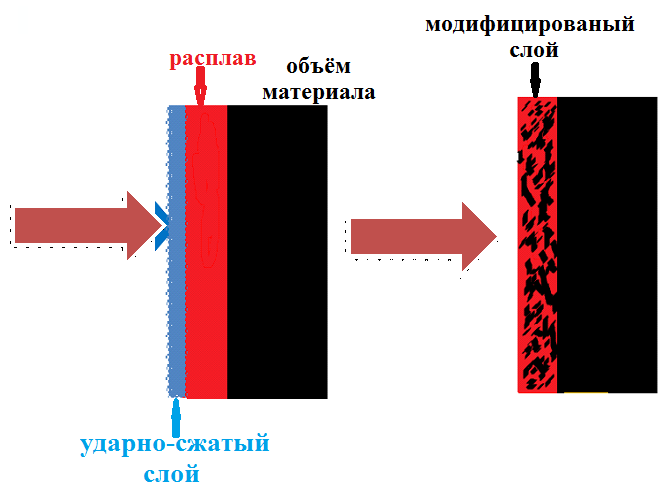 расплав
объём
материала
ударно-сжатый
слой
модифицированый
слой